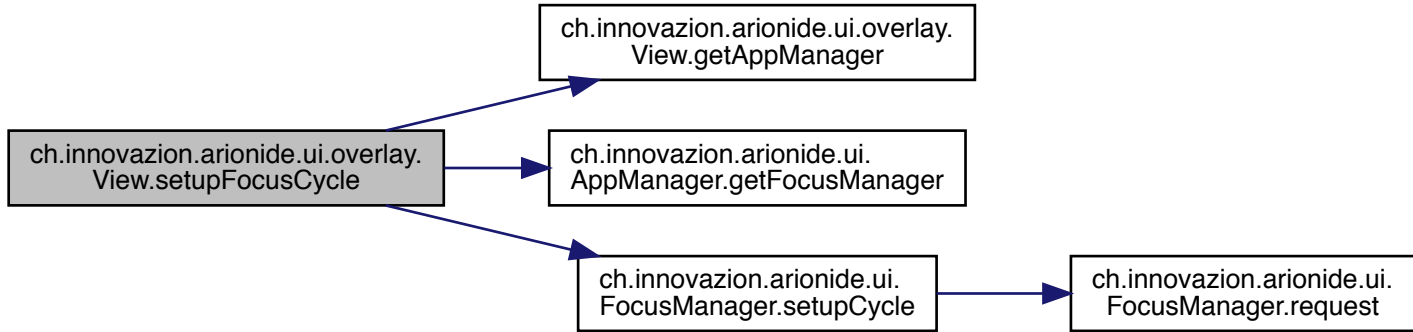 ch.innovazion.arionide.ui.overlay.
View.getAppManager
ch.innovazion.arionide.ui.overlay.
View.setupFocusCycle
ch.innovazion.arionide.ui.
AppManager.getFocusManager
ch.innovazion.arionide.ui.
FocusManager.setupCycle
ch.innovazion.arionide.ui.
FocusManager.request